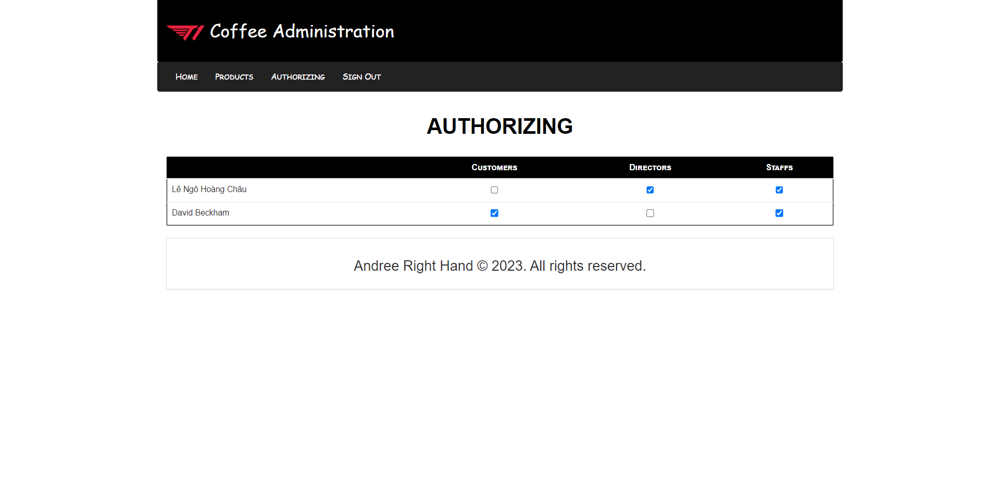 T1 Coffee Administration
Home Products Authorizing Sign Out
AUTHORIZING
Customers Directors Staffs
Lê Ngô Hoàng Châu
David Beckham
Andree Right Hand © 2023. All rights reserved.